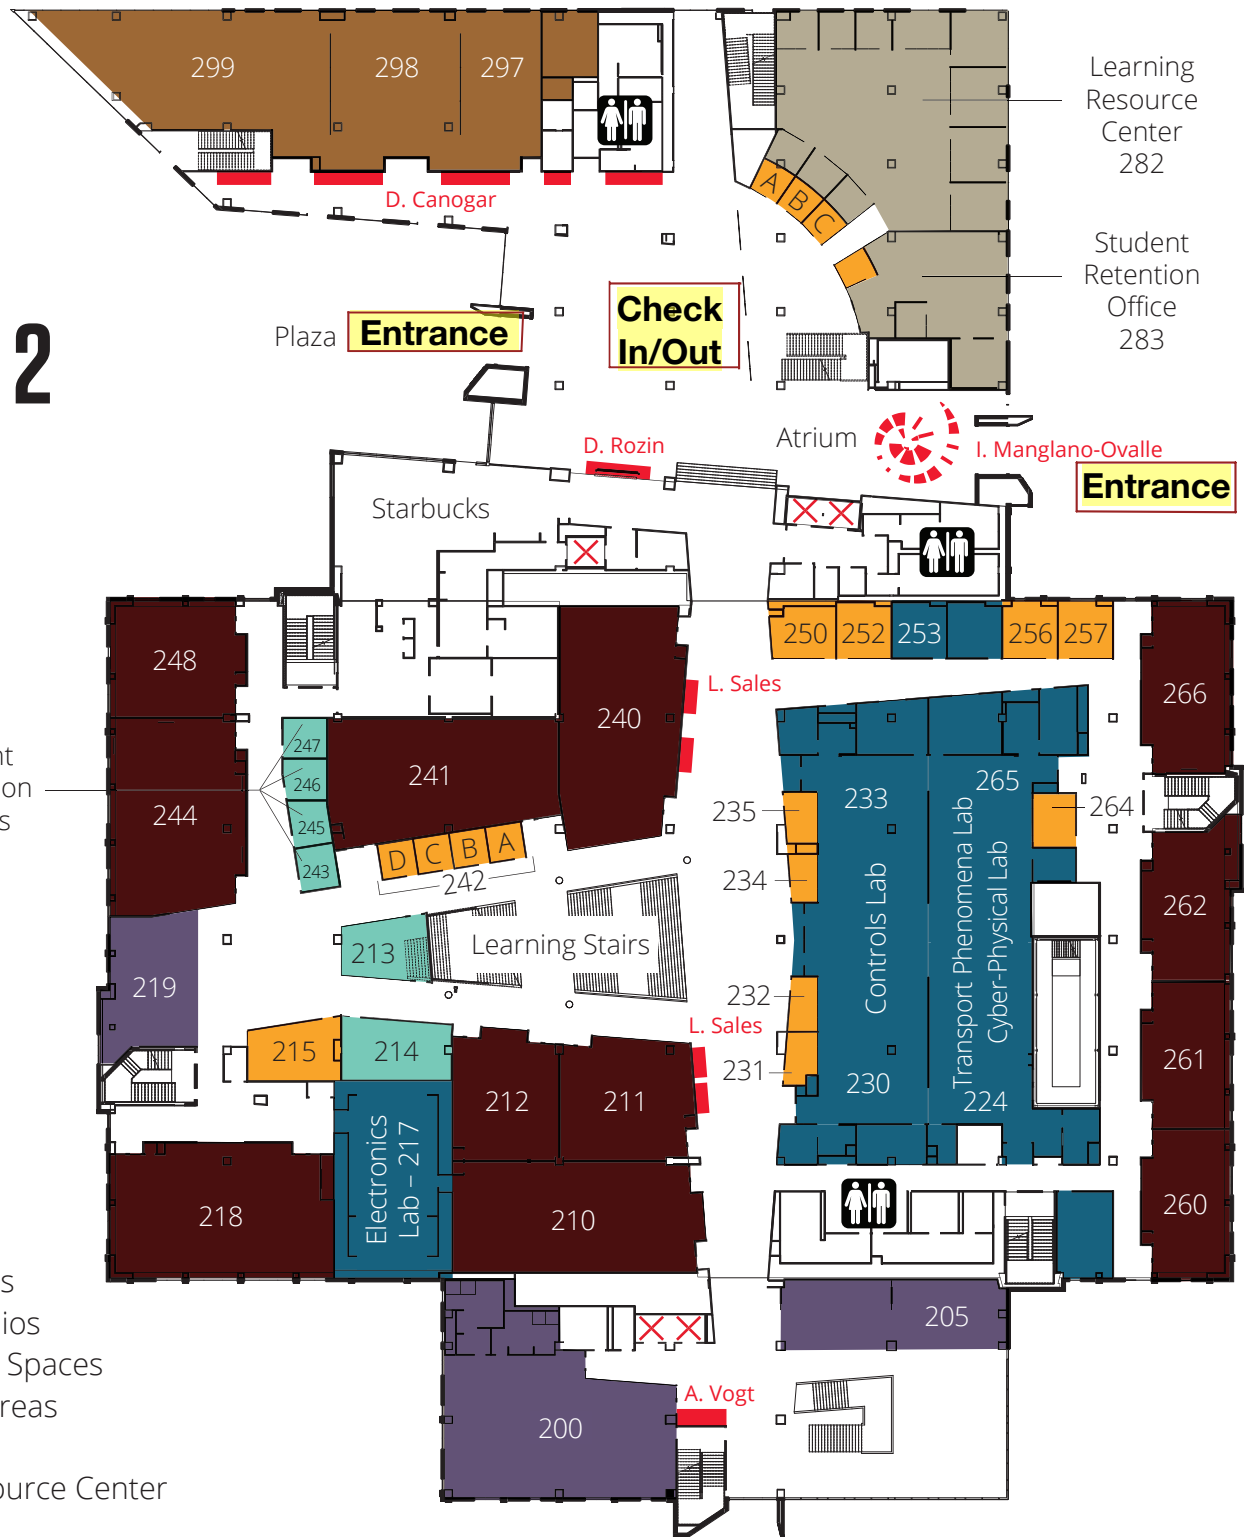 299
298
297
Learning
Resource
Center
282
A
B
C
D. Canogar
Student
Retention
Office
283
Check
In/Out
Plaza
Entrance
2
D. Rozin
Atrium
I. Manglano-Ovalle
Entrance
Starbucks
248
250
252
253
256
257
266
L. Sales
240
247
241
246
244
245
243
D
C
B
A
242
235
233
265
264
234
Controls Lab
Transport Phenomena Lab
Cyber-Physical Lab
262
213
Learning Stairs
219
232
L. Sales
215
214
231
230
224
261
212
211
Electronics
Lab – 217
218
210
260
205
Spaces
A. Vogt
200
Center